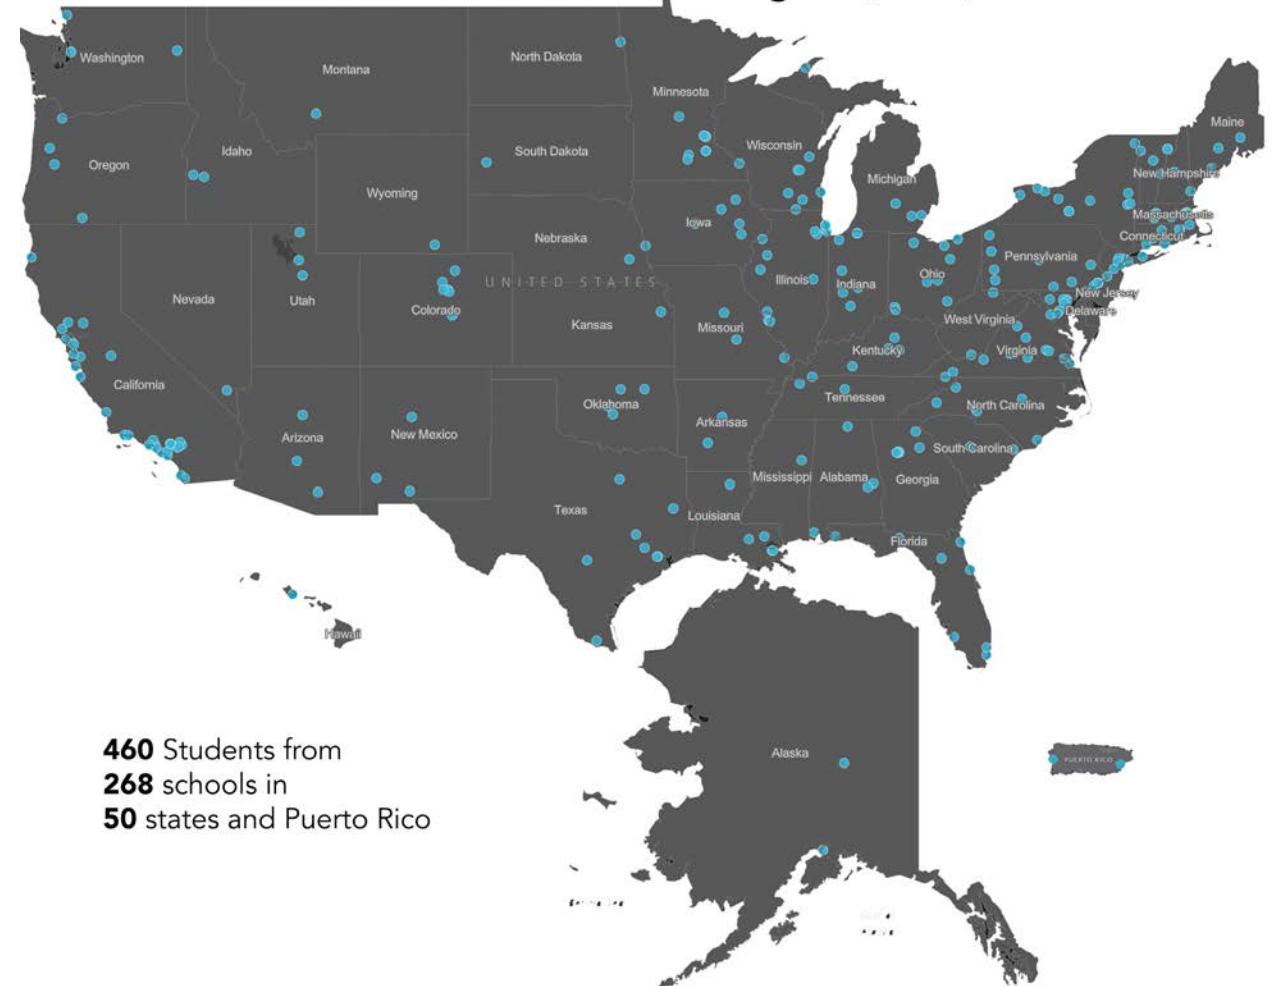 Washington
Montana
North Dakota
Minnesota
Maine
Oregon
Idaho
South Dakota
Wisconsin
Michigan
New Hampshire
Wyoming
Iowa
Massachusetts
Connecticut
Nebraska
Pennsylvania
UNITED STATES
Illinois
Indiana
Ohio
New Jersey
Nevada
Utah
Colorado
Kansas
Missouri
West Virginia
Delaware
Kentucky
Virginia
California
Tennessee
North Carolina
Oklahoma
Arkansas
Arizona
New Mexico
South Carolina
Mississippi
Alabama
Georgia
Texas
Louisiana
Florida
Hawaii
460 Students from
268 schools in
50 states and Puerto Rico
Alaska
PUERTO RICO